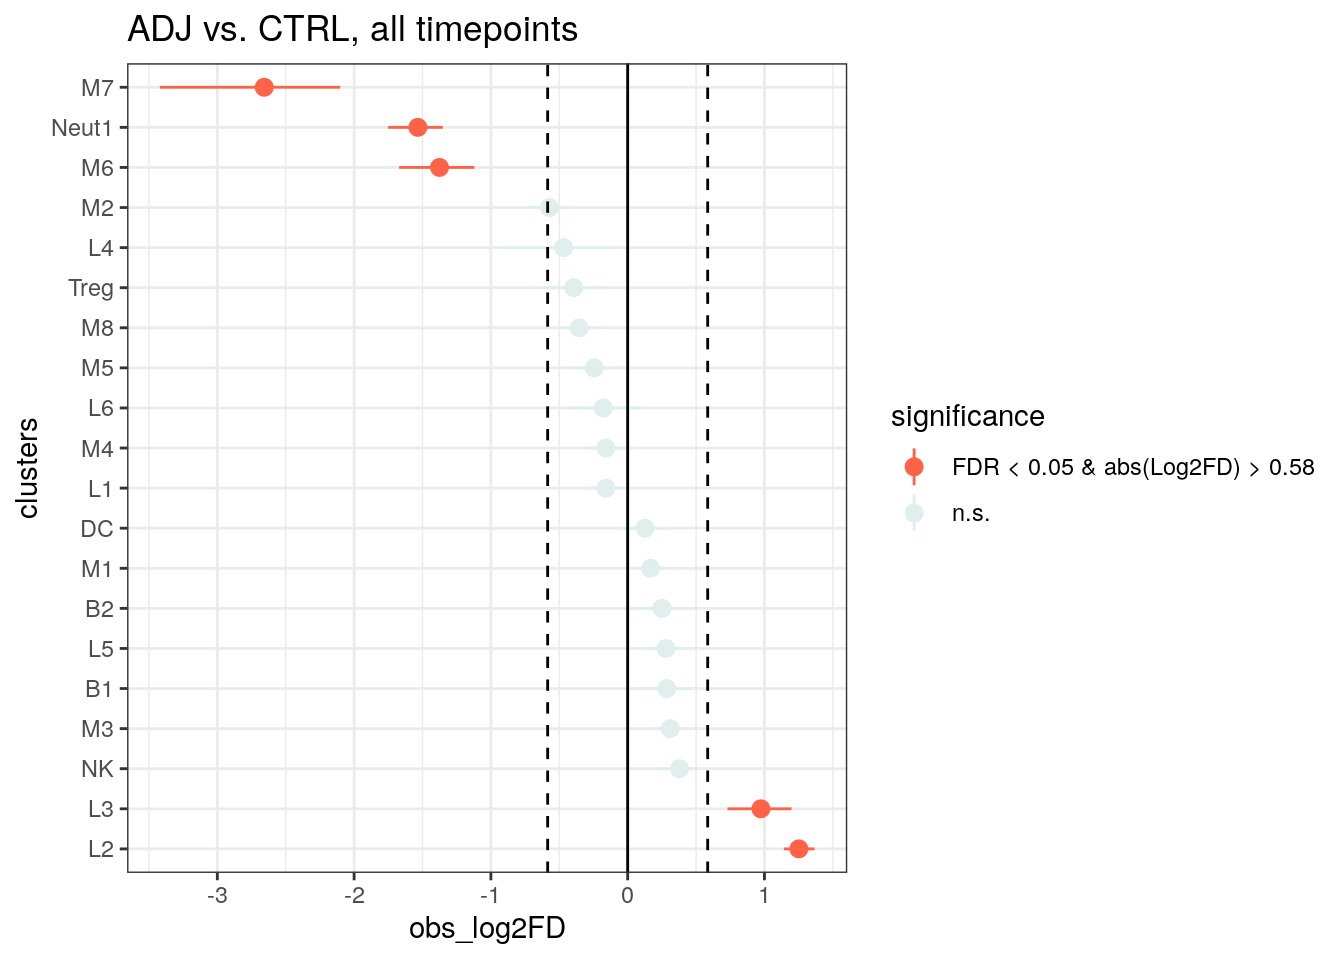 ADJ vs. CTRL, all timepoints
M7
Neut1
M6
M2
L4
Treg
M8
M5
L6
M4
L1
DC
M1
B2
L5
B1
M3
NK
L3
L2
clusters
-3 -2 -1 0 1
obs_log2FD
significance
FDR < 0.05 & abs(Log2FD) > 0.58
n.s.